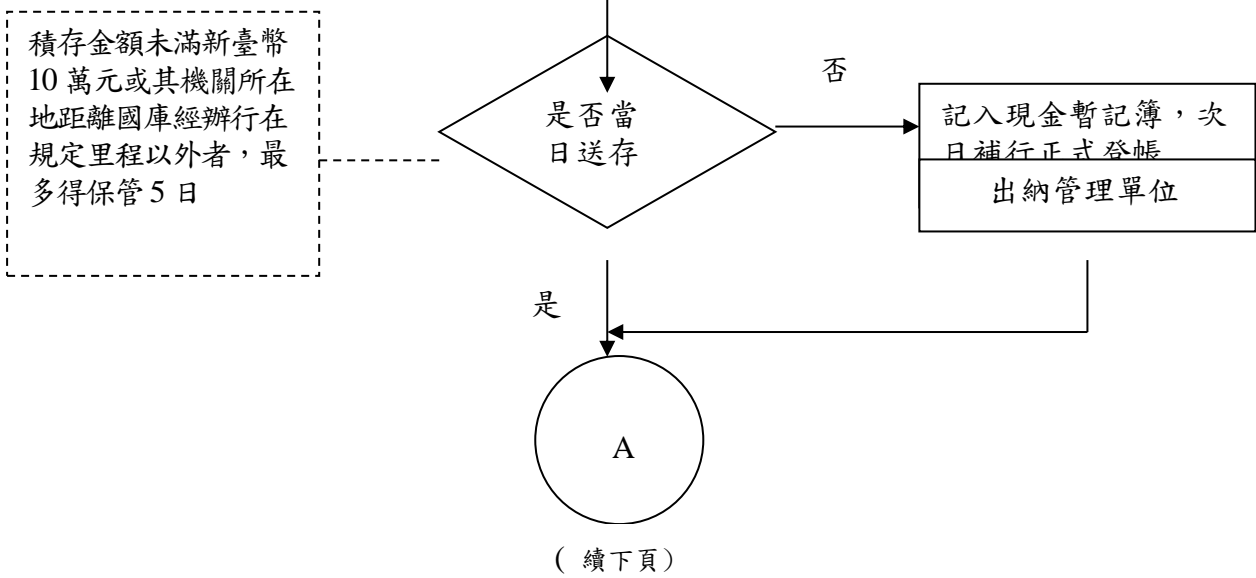 積存金額未滿新臺幣
10 萬元或其機關所在
地距離國庫經辦行在
規定里程以外者，最
多得保管 5 日
是否當
日送存
否
記入現金暫記簿，次
日補行正式登帳
出納管理單位
是
A
( 續下頁)